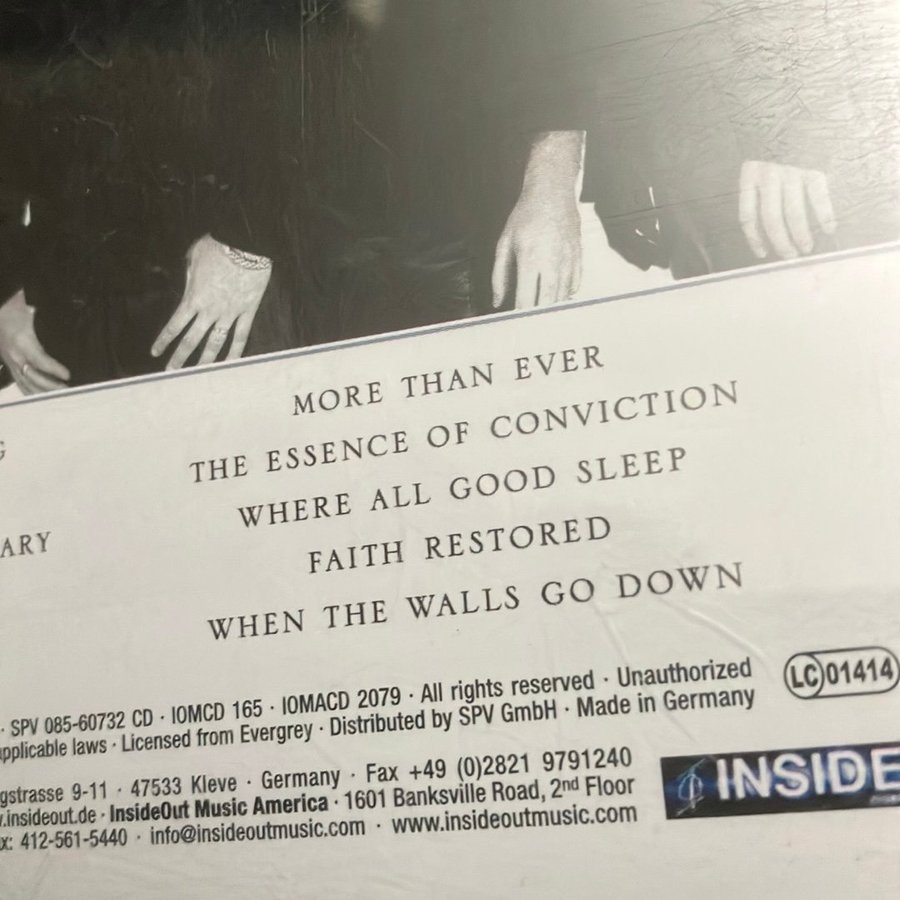 MORE THAN EVER
THE ESSENCE OF CONVICTION
WHERE ALL GOOD SLEEP
ARY
FAITH RESTORED
WHEN THE WALLS GO DOWN
· SPV 085-60732 CD · IOMCD 165 · IOMACD 2079 · All rights reserved · Unauthorized
applicable laws · Licensed from Evergrey · Distributed by SPV GmbH · Made in Germany
LC 01414
gstrasse 9-11 · 47533 Kleve · Germany · Fax +49 (0)2821 9791240
.insideout.de · InsideOut Music America · 1601 Banksville Road, 2nd Floor
x: 412-561-5440 · info@insideoutmusic.com · www.insideoutmusic.com
INSIDE